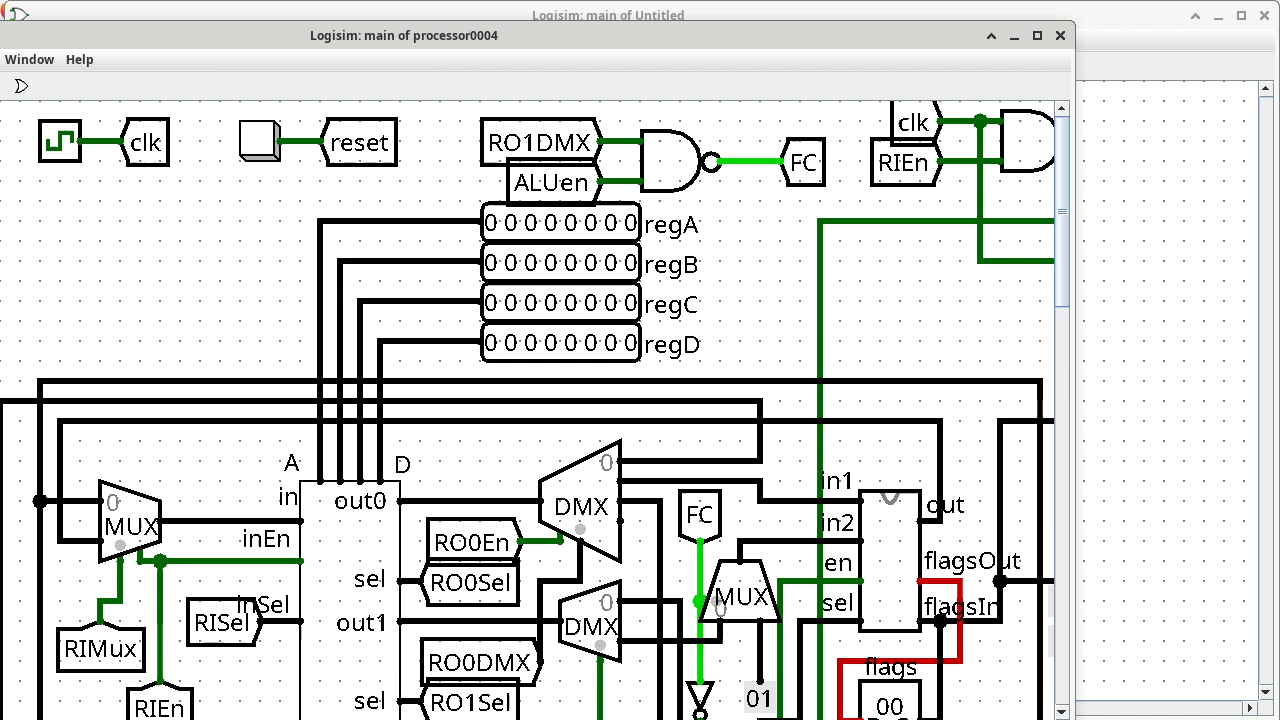 Logisim: main of Untitled
Logisim: main of processor0004
Window Help
clk
reset
RO1DMX
ALUen
FC
clk
RIEn
0 0 0 0 0 0 0 0 regA
0 0 0 0 0 0 0 0 regB
0 0 0 0 0 0 0 0 regC
0 0 0 0 0 0 0 0 regD
A
D
in
out0
inEn
sel
inSel
out1
sel
0
MUX
RIMux
RIEn
RISel
RO0En
RO0Sel
RO0DMX
RO1Sel
0
DMX
0
DMX
FC
MUX
0
01
in1
in2
en
sel
out
flagsOut
flagsIn
flags
00